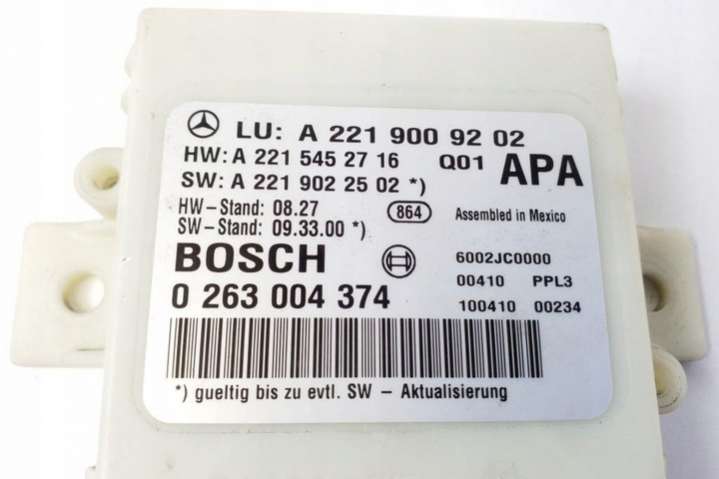 LU: A 221 900 92 02
HW: A 221 545 27 16 Q01 APA
SW: A 221 902 25 02 *)
HW-Stand: 08.27 864 Assembled in Mexico
SW-Stand: 09.33.00 *)
BOSCH 6002JC0000
0 263 004 374 00410 PPL3
100410 00234
*) gueltig bis zu evtl. SW - Aktualisierung